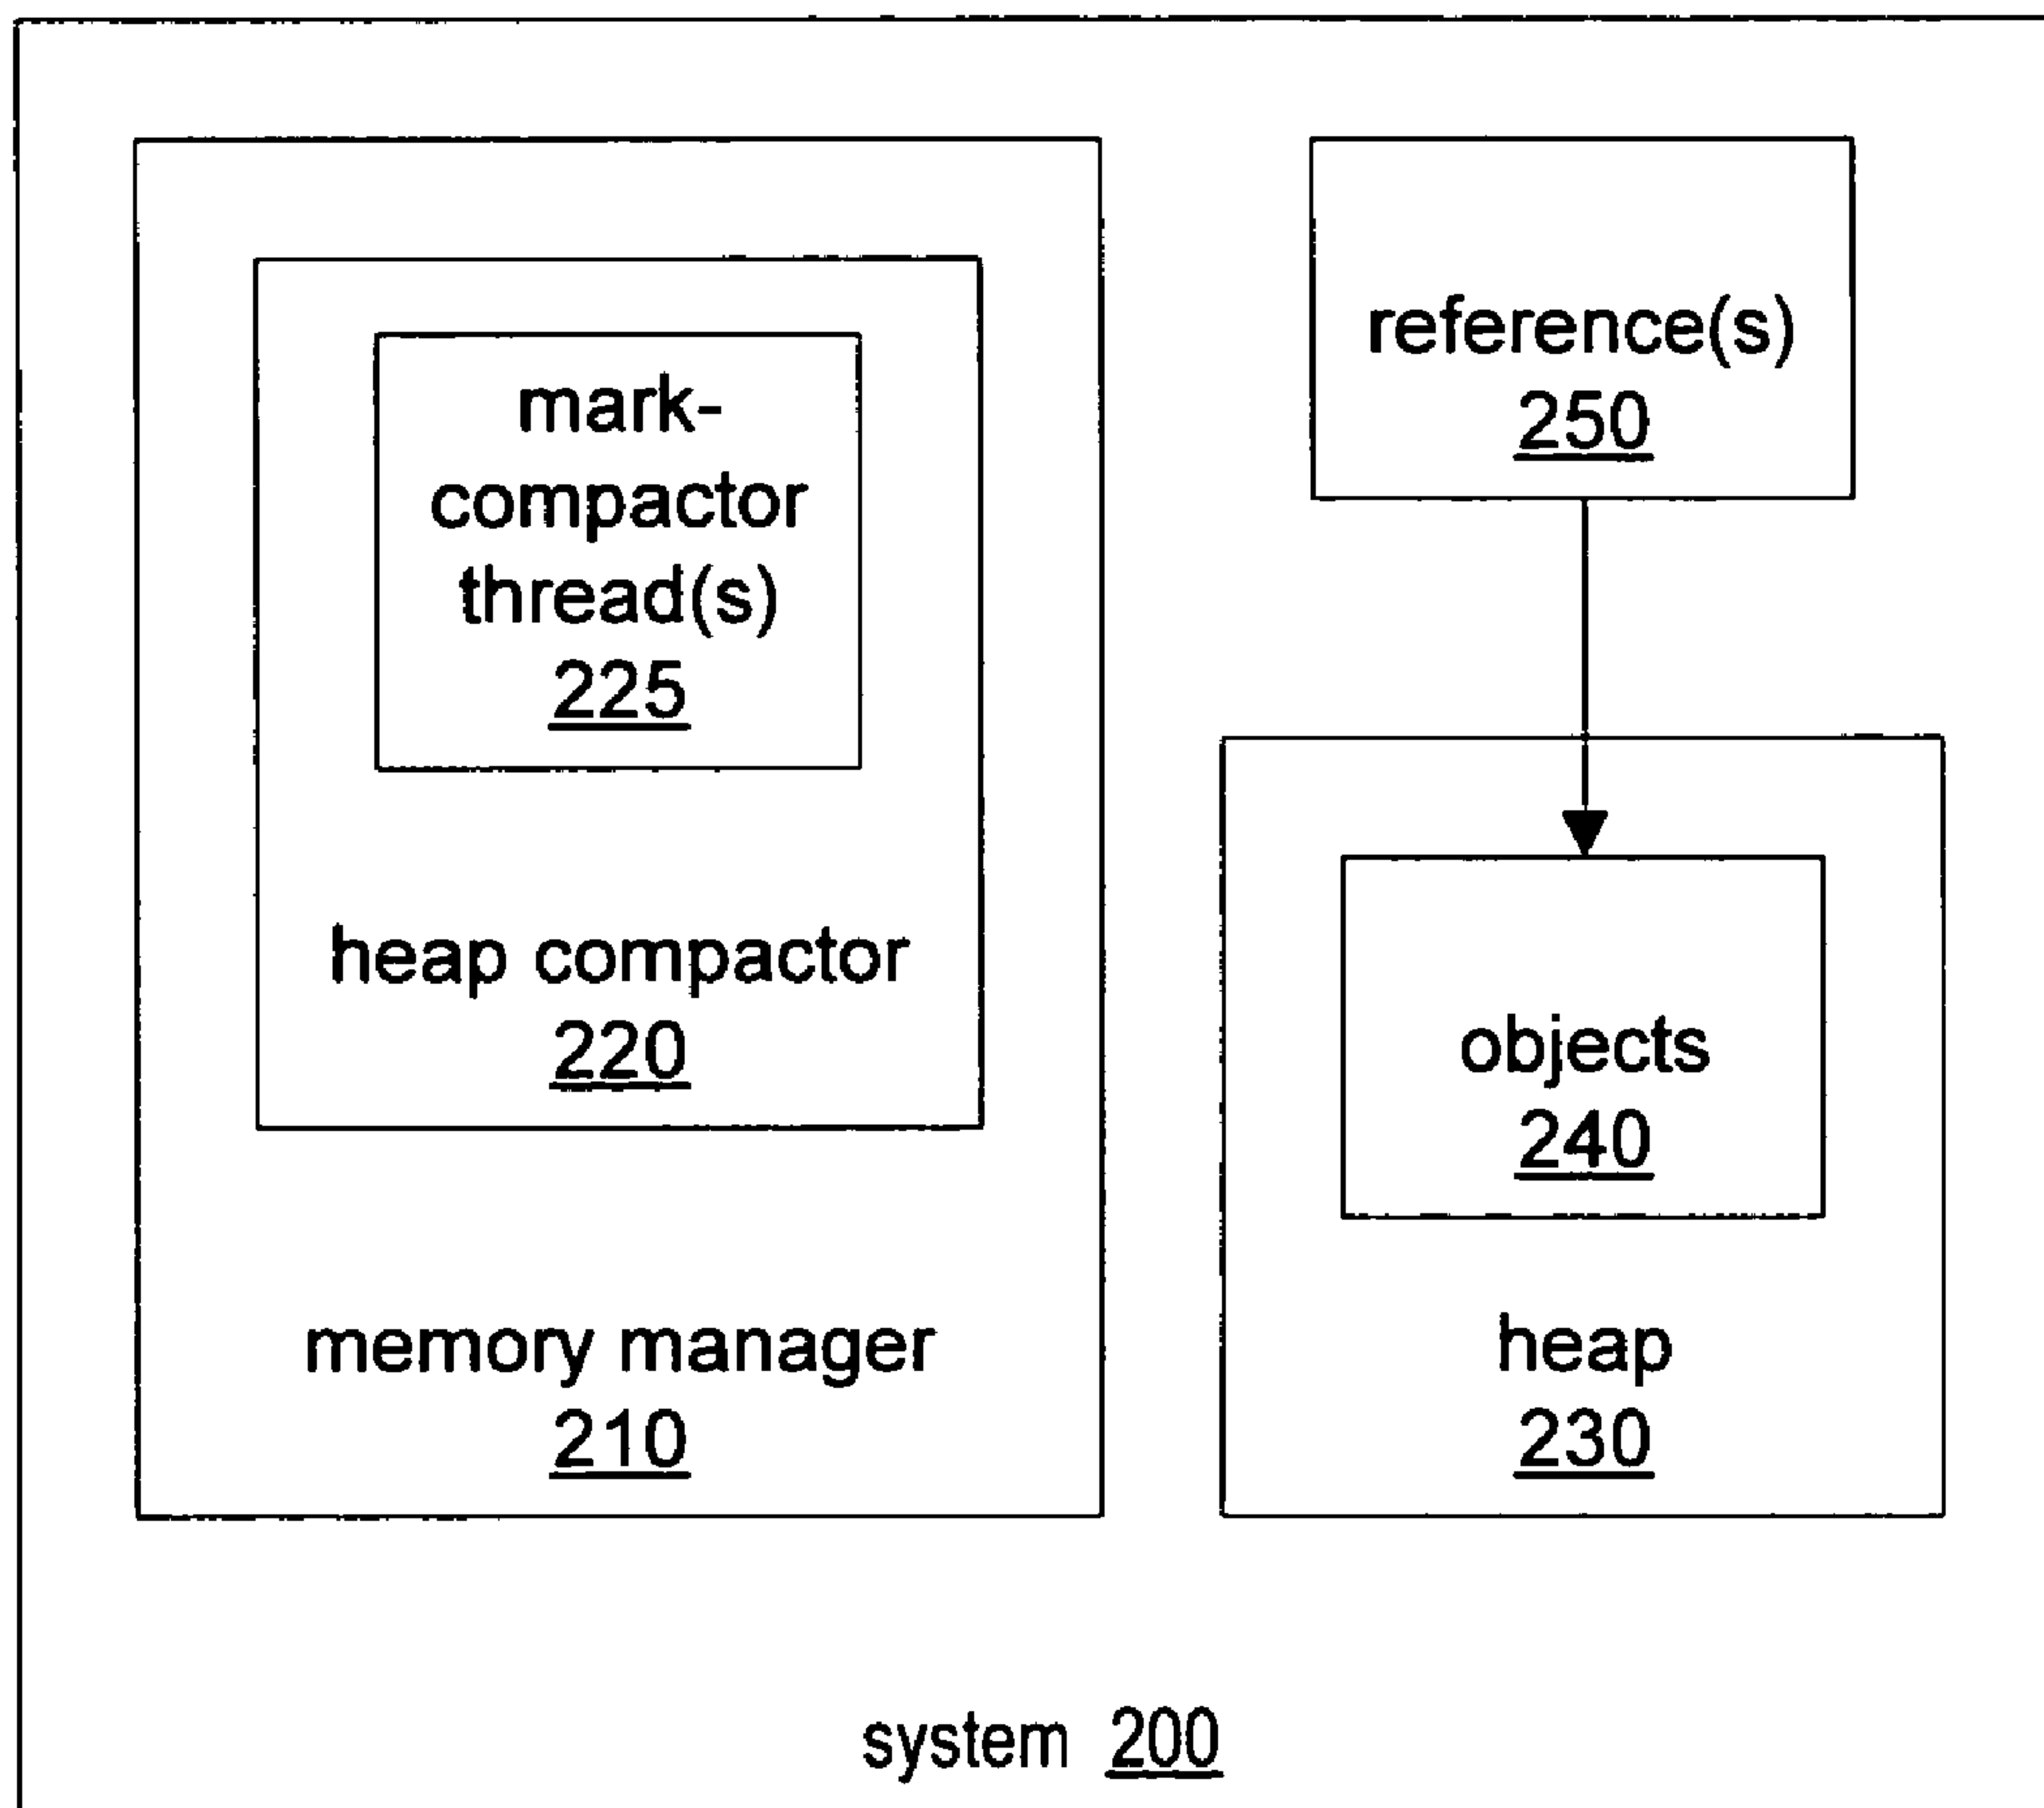 mark-
compactor
thread(s)
225
heap compactor
220
memory manager
210
reference(s)
250
objects
240
heap
230
system 200